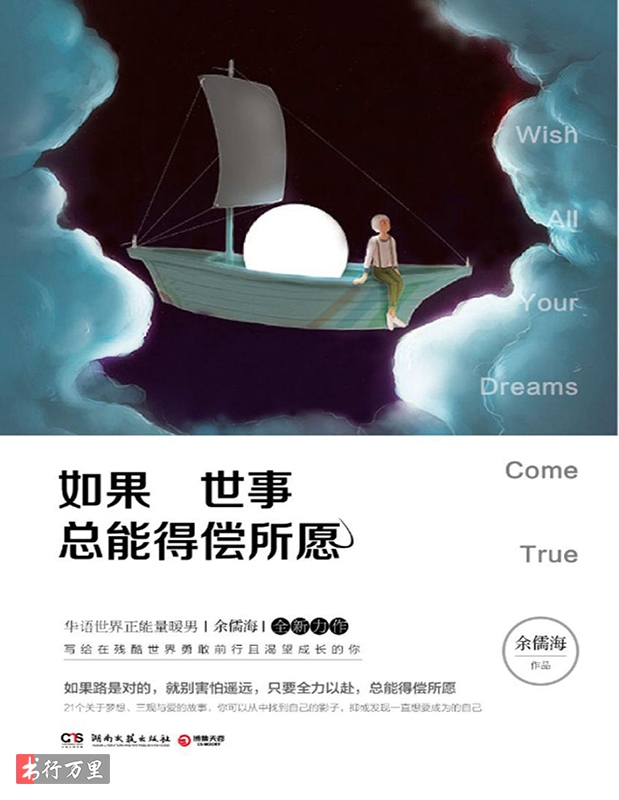 Wish
All
Your
Dreams
Come
True
如果 世事
总能得偿所愿
华语世界正能量暖男 | 余儒海 | 全新力作
写给在残酷世界勇敢前行且渴望成长的你
余儒海
作品
如果路是对的，就别害怕遥远，只要全力以赴，总能得偿所愿
21个关于梦想、三观与爱的故事，你可以从中找到自己的影子，抑或发现一直想要成为的自己
湖南文艺出版社
博集天卷
CS-BOOKY
书行万里